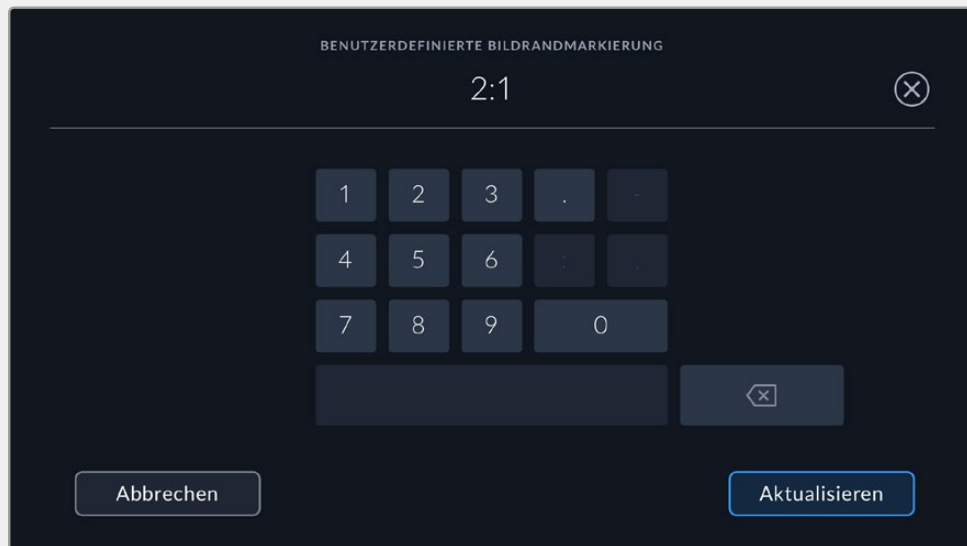 BENUTZERDEFINIERTE BILDRANDMARKIERUNG
2:1
1 2 3 . -
4 5 6 : ,
7 8 9 0
Abbrechen Aktualisieren